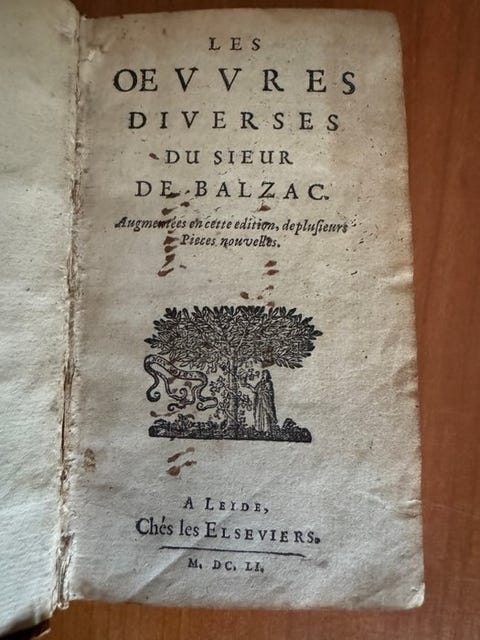 LES
OEVVRES
DIVERSES
DU SIEUR
DE BALZAC.
Augmentées en cette edition, de plusieurs
Pieces nouvelles.
A LEIDE,
Chés les ELSEVIERS.
M. DC. LI.